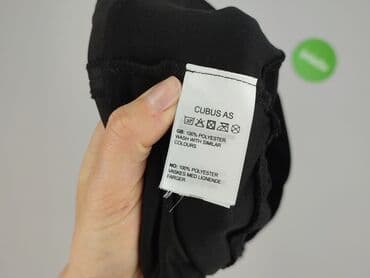 CUBUS AS
GB: 100% POLYESTER
WASH WITH SIMILAR
COLOURS
NO: 100% POLYESTER
VASKES MED LIGNENDE
FARGER